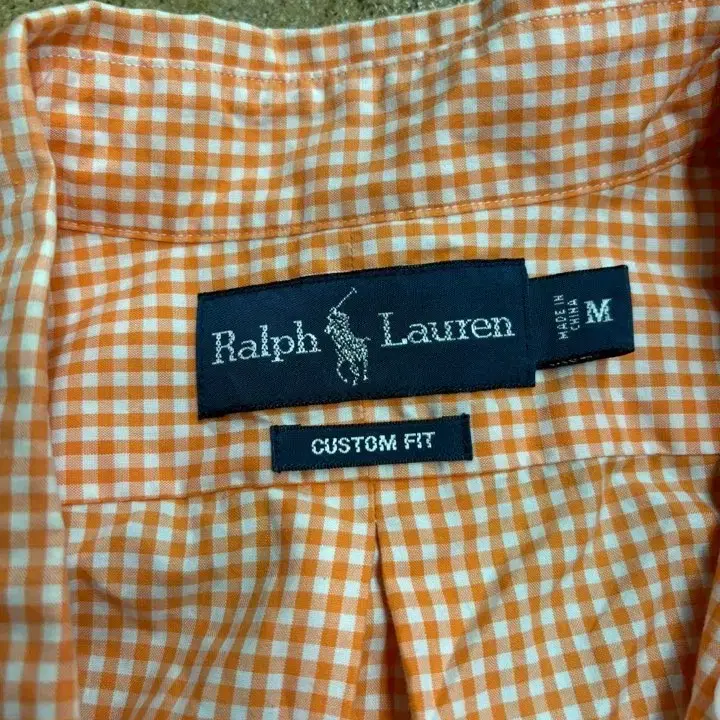 Ralph Lauren
MADE IN
CHINA
M
CUSTOM FIT